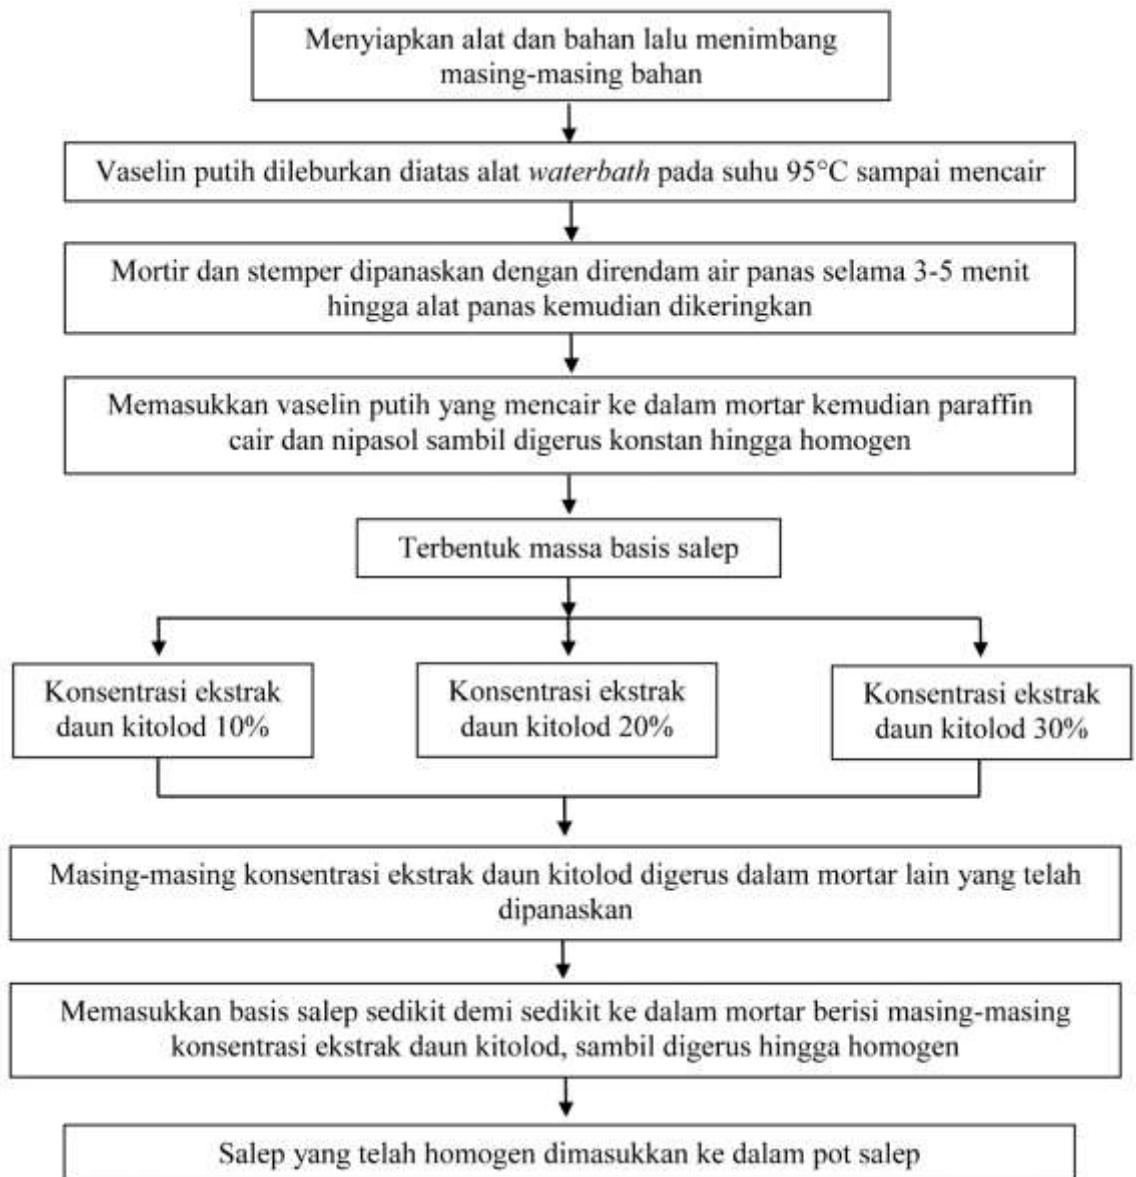 Menyiapkan alat dan bahan lalu menimbang
masing-masing bahan
Vaselin putih dileburkan diatas alat waterbath pada suhu 95°C sampai mencair
Mortir dan stemper dipanaskan dengan direndam air panas selama 3-5 menit
hingga alat panas kemudian dikeringkan
Memasukkan vaselin putih yang mencair ke dalam mortar kemudian paraffin
cair dan nipasol sambil digerus konstan hingga homogen
Terbentuk massa basis salep
Konsentrasi ekstrak
daun kitolod 10%
Konsentrasi ekstrak
daun kitolod 20%
Konsentrasi ekstrak
daun kitolod 30%
Masing-masing konsentrasi ekstrak daun kitolod digerus dalam mortar lain yang telah
dipanaskan
Memasukkan basis salep sedikit demi sedikit ke dalam mortar berisi masing-masing
konsentrasi ekstrak daun kitolod, sambil digerus hingga homogen
Salep yang telah homogen dimasukkan ke dalam pot salep